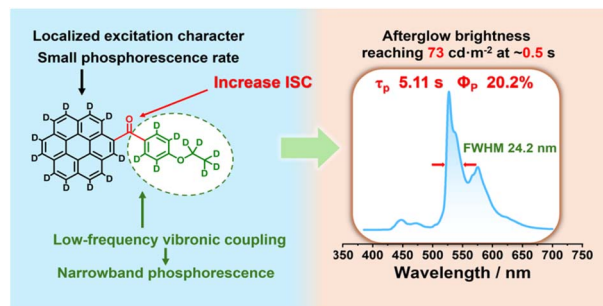 Localized excitation character
Small phosphorescence rate
Increase ISC
D D D D D D D D D D D
O
D D D D
O
D D D D D
Low-frequency vibronic coupling
Narrowband phosphorescence
Afterglow brightness
reaching 73 cd·m⁻² at ~0.5 s
τp 5.11 s Φp 20.2%
FWHM 24.2 nm
350 400 450 500 550 600 650 700 750
Wavelength / nm